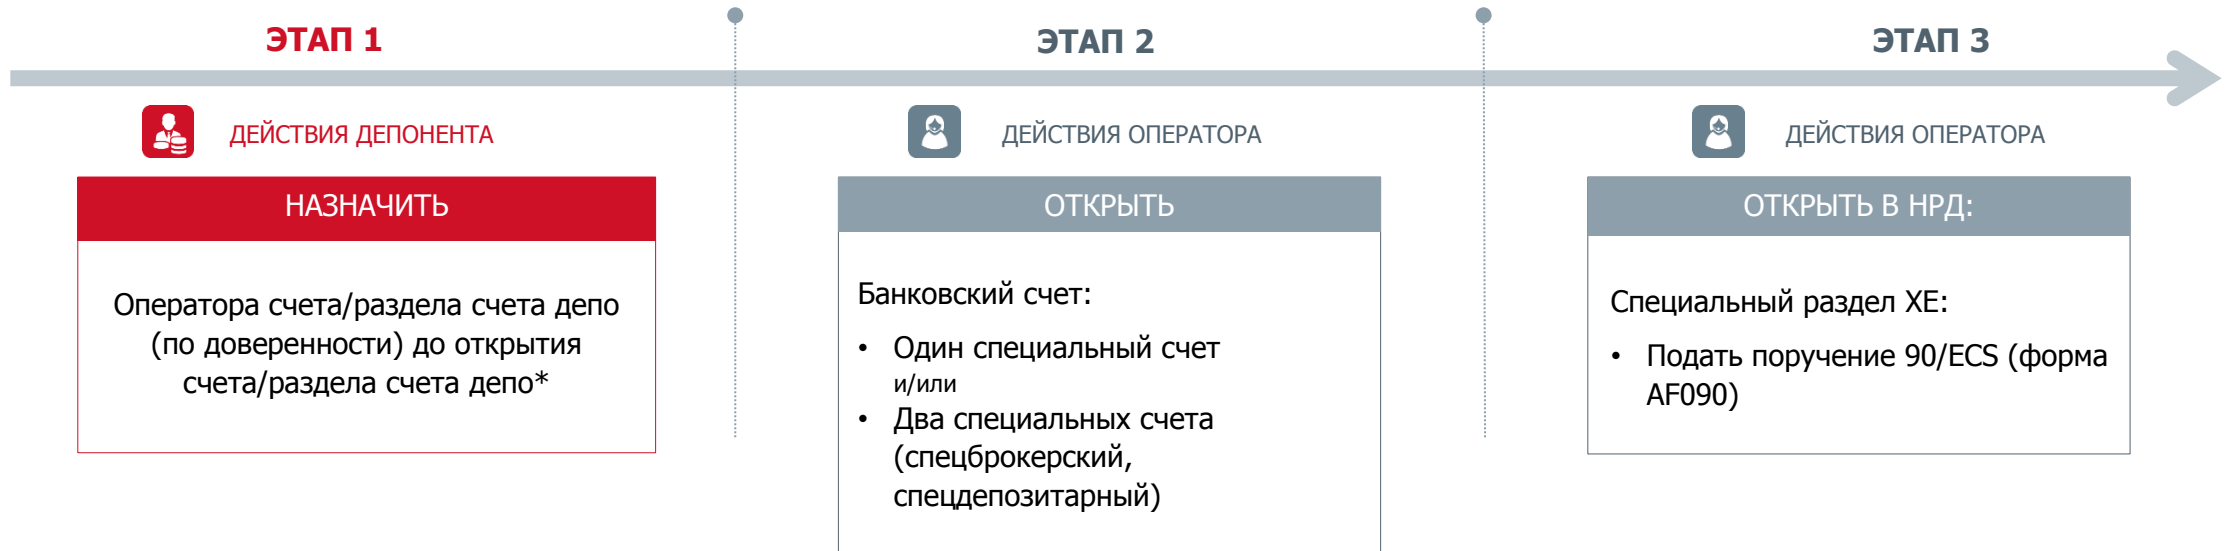 ЭТАП 1
ДЕЙСТВИЯ ДЕПОНЕНТА
НАЗНАЧИТЬ
Оператора счета/раздела счета депо
(по доверенности) до открытия
счета/раздела счета депо*
ЭТАП 2
ДЕЙСТВИЯ ОПЕРАТОРА
ОТКРЫТЬ
Банковский счет:
• Один специальный счет
и/или
• Два специальных счета
(спецброкерский,
спецдепозитарный)
ЭТАП 3
ДЕЙСТВИЯ ОПЕРАТОРА
ОТКРЫТЬ В НРД:
Специальный раздел XE:
• Подать поручение 90/ECS (форма
AF090)